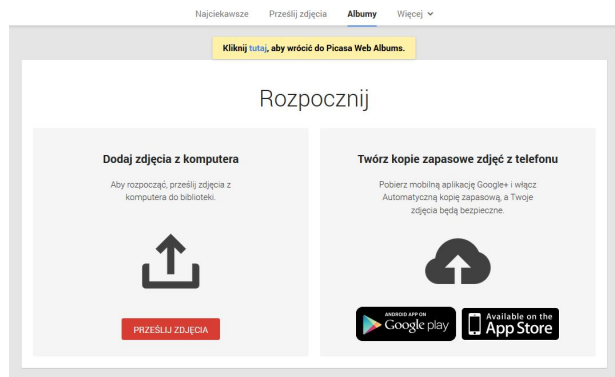 Najciekawsze Prześlij zdjęcia Albumy Więcej
Kliknij tutaj, aby wrócić do Picasa Web Albums.
Rozpocznij
Dodaj zdjęcia z komputera
Aby rozpocząć, prześlij zdjęcia z
komputera do biblioteki.
PRZEŚLIJ ZDJĘCIA
Twórz kopie zapasowe zdjęć z telefonu
Pobierz mobilną aplikację Google+ i włącz
Automatyczną kopię zapasową, a Twoje
zdjęcia będą bezpieczne.
ANDROID APP ON
Google play
Available on the
App Store